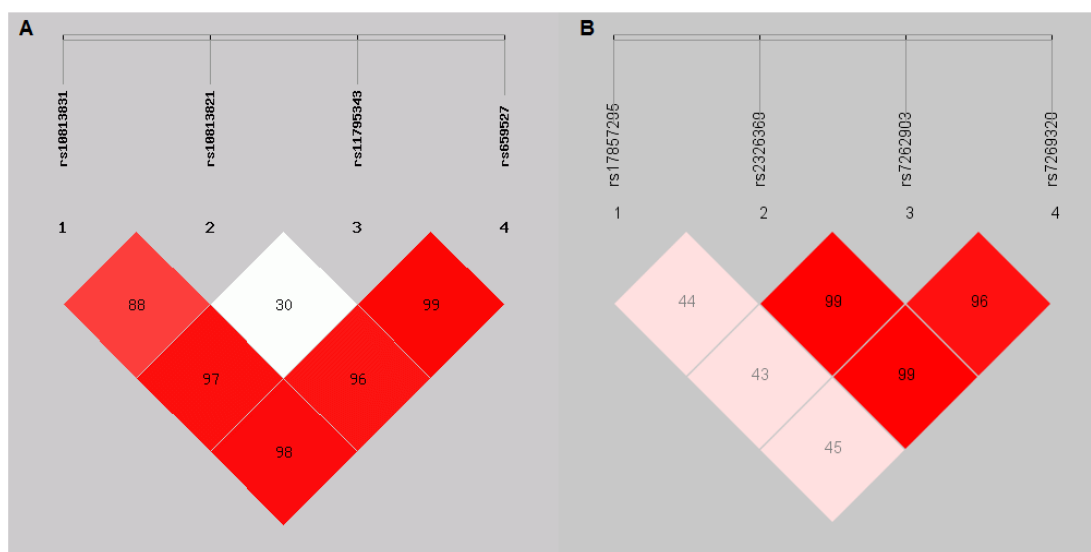 A
rs10813831
rs10813821
rs11795343
rs659527
1 2 3 4
88 30 99
97 96
98
B
rs17857295
rs2326369
rs7262903
rs7269320
1 2 3 4
44 99 96
43 99
45